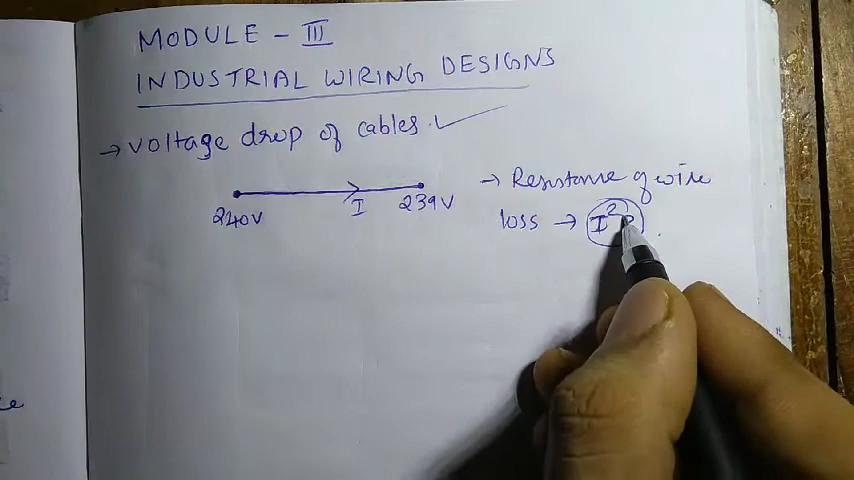 MODULE - III
INDUSTRIAL WIRING DESIGNS
→ Voltage drop of cables.
240V I 239V
→ Resistance of wire
loss → I²R